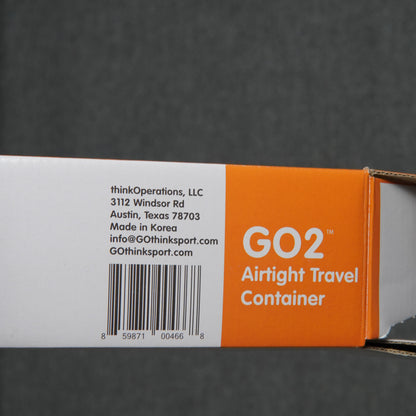 thinkOperations, LLC
3112 Windsor Rd
Austin, Texas 78703
Made in Korea
info@GOthinksport.com
GOthinksport.com
8 59871 00466 8
GO2™
Airtight Travel
Container